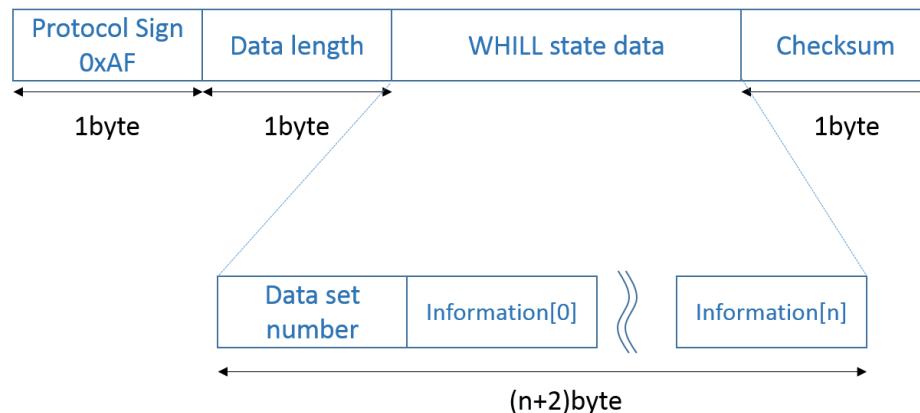 Protocol Sign
0xAF
Data length
WHILL state data
Checksum
1byte
1byte
1byte
Data set
number
Information[0]
Information[n]
(n+2)byte